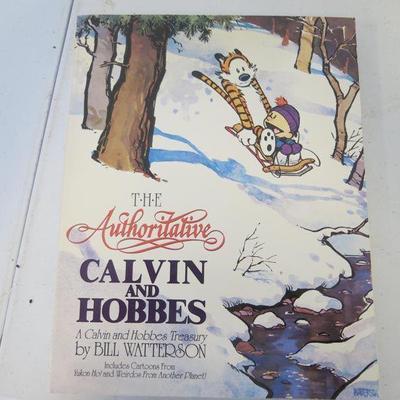 T·H·E
Authoritative
CALVIN
AND
HOBBES
A Calvin and Hobbes Treasury
by BILL WATTERSON
Includes Cartoons From
Yukon Ho! and Weirdos From Another Planet!